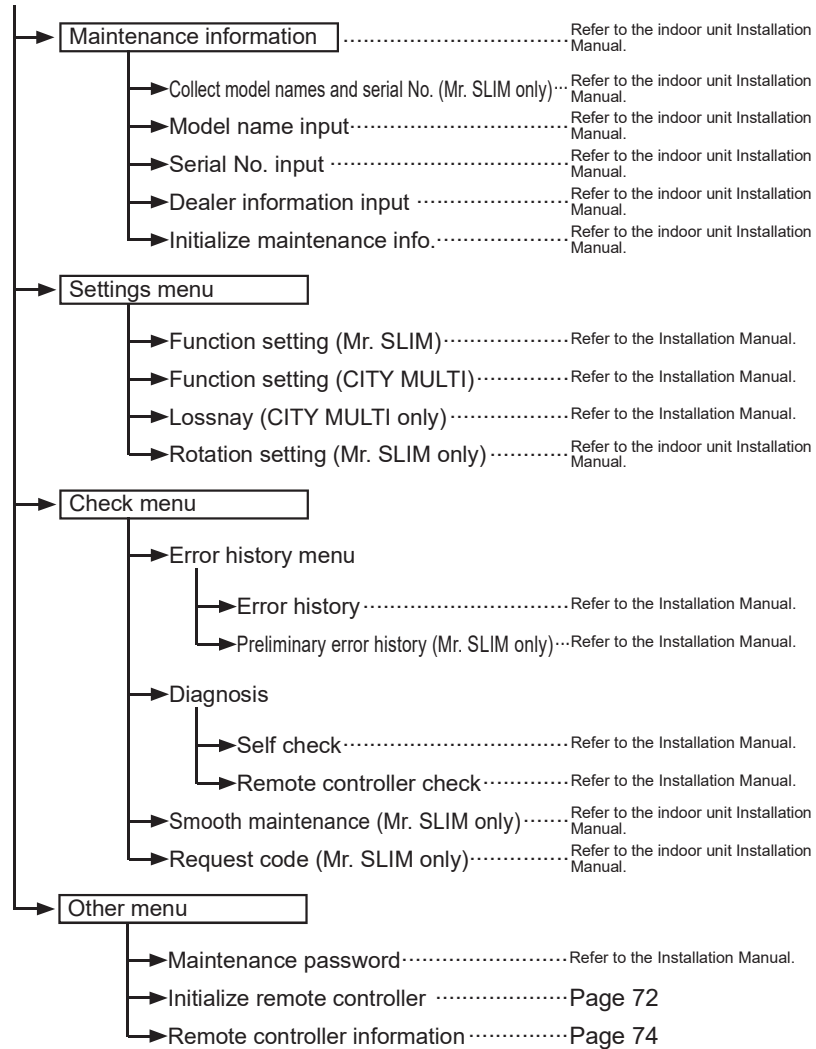 Maintenance information ······························ Refer to the indoor unit Installation
Manual.
Collect model names and serial No. (Mr. SLIM only)··· Refer to the indoor unit Installation
Manual.
Model name input····························· Refer to the indoor unit Installation
Manual.
Serial No. input ································ Refer to the indoor unit Installation
Manual.
Dealer information input ···················· Refer to the indoor unit Installation
Manual.
Initialize maintenance info.················· Refer to the indoor unit Installation
Manual.
Settings menu
Function setting (Mr. SLIM)················· Refer to the Installation Manual.
Function setting (CITY MULTI)············ Refer to the Installation Manual.
Lossnay (CITY MULTI only)················ Refer to the Installation Manual.
Rotation setting (Mr. SLIM only) ··········· Refer to the indoor unit Installation
Manual.
Check menu
Error history menu
Error history···························· Refer to the Installation Manual.
Preliminary error history (Mr. SLIM only)··· Refer to the Installation Manual.
Diagnosis
Self check······························ Refer to the Installation Manual.
Remote controller check············ Refer to the Installation Manual.
Smooth maintenance (Mr. SLIM only)······· Refer to the indoor unit Installation
Manual.
Request code (Mr. SLIM only)·············· Refer to the indoor unit Installation
Manual.
Other menu
Maintenance password······················· Refer to the Installation Manual.
Initialize remote controller ··················Page 72
Remote controller information··············Page 74